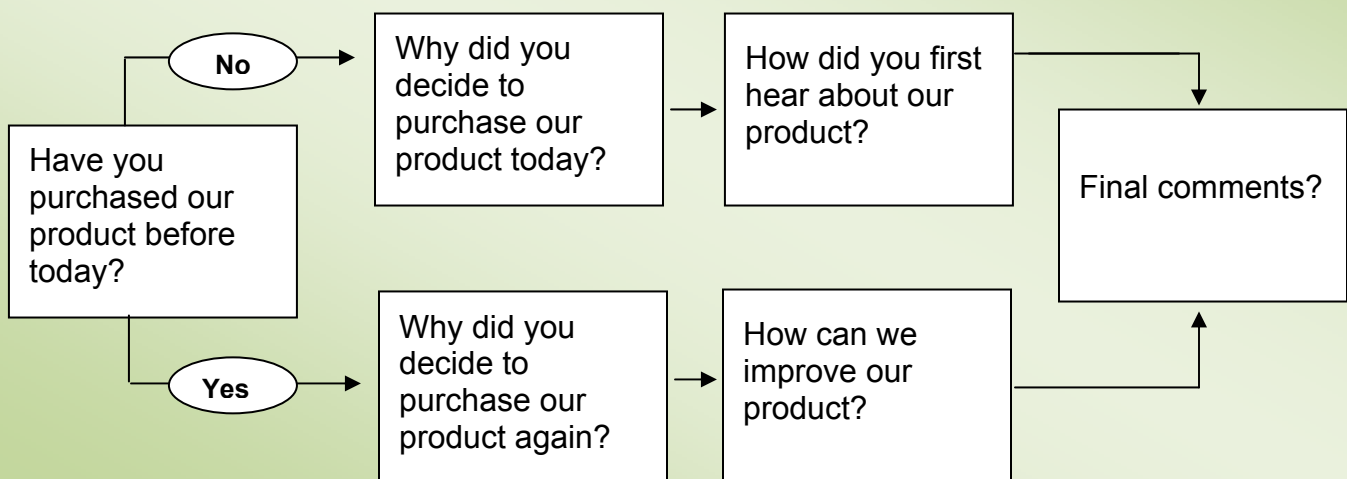 No
Why did you
decide to
purchase our
product today?
How did you first
hear about our
product?
Have you
purchased our
product before
today?
Final comments?
Yes
Why did you
decide to
purchase our
product again?
How can we
improve our
product?